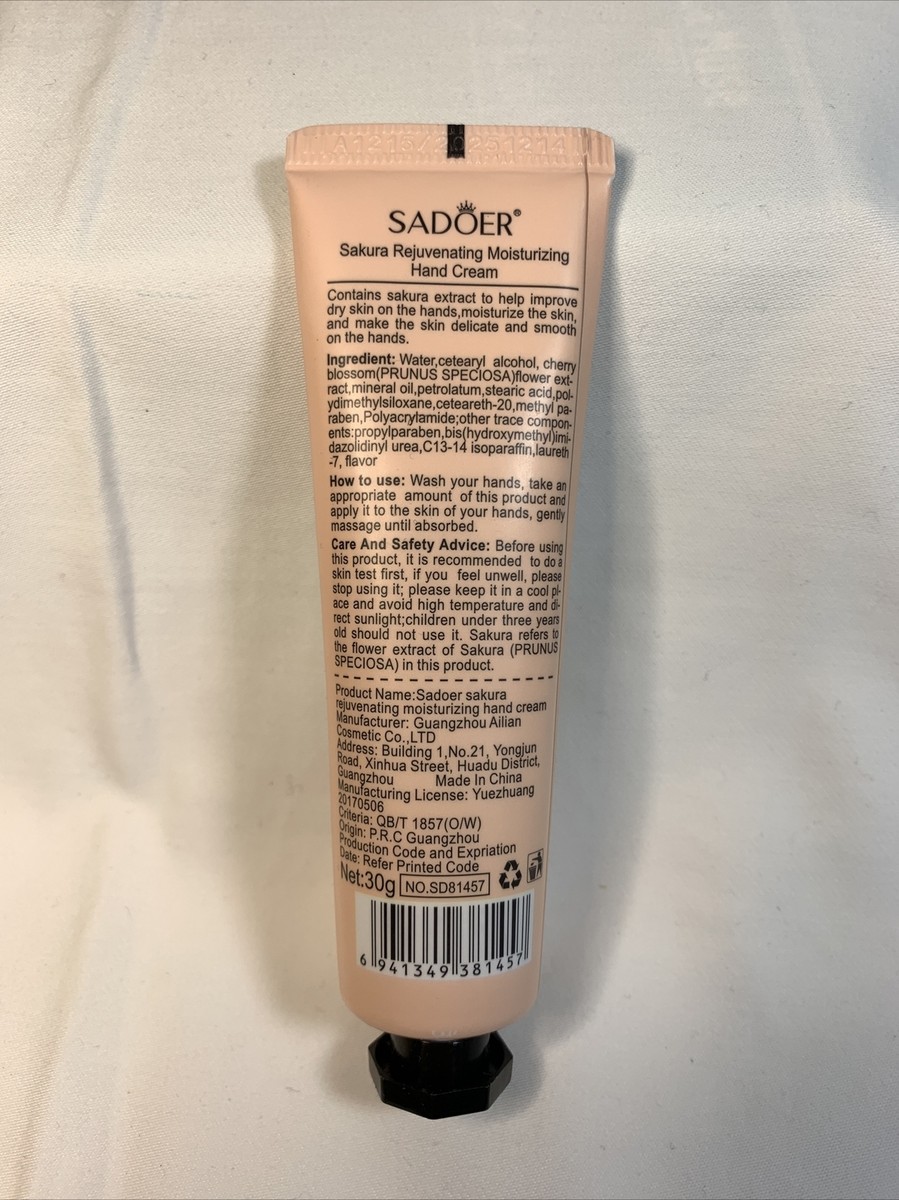 A1215/20251214
SADOER®
Sakura Rejuvenating Moisturizing
Hand Cream
Contains sakura extract to help improve
dry skin on the hands,moisturize the skin,
and make the skin delicate and smooth
on the hands.
Ingredient: Water,cetearyl alcohol, cherry
blossom(PRUNUS SPECIOSA)flower ext-
ract,mineral oil,petrolatum,stearic acid,pol-
ydimethylsiloxane,ceteareth-20,methyl pa-
raben,Polyacrylamide;other trace compon-
ents:propylparaben,bis(hydroxymethyl)imi-
dazolidinyl urea,C13-14 isoparaffin,laureth
-7, flavor
How to use: Wash your hands, take an
appropriate amount of this product and
apply it to the skin of your hands, gently
massage until absorbed.
Care And Safety Advice: Before using
this product, it is recommended to do a
skin test first, if you feel unwell, please
stop using it; please keep it in a cool pl-
ace and avoid high temperature and di-
rect sunlight;children under three years
old should not use it. Sakura refers to
the flower extract of Sakura (PRUNUS
SPECIOSA) in this product.
Product Name:Sadoer sakura
rejuvenating moisturizing hand cream
Manufacturer: Guangzhou Ailian
Cosmetic Co.,LTD
Address: Building 1,No.21, Yongjun
Road, Xinhua Street, Huadu District,
Guangzhou Made In China
Manufacturing License: Yuezhuang
20170506
Criteria: QB/T 1857(O/W)
Origin: P.R.C Guangzhou
Production Code and Expriation
Date: Refer Printed Code
Net:30g NO.SD81457
6 941349 381457